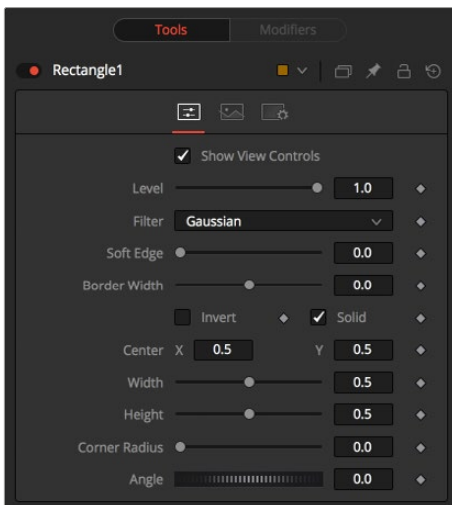 Tools Modifiers
Rectangle1
Show View Controls
Level 1.0
Filter Gaussian
Soft Edge 0.0
Border Width 0.0
Invert Solid
Center X 0.5 Y 0.5
Width 0.5
Height 0.5
Corner Radius 0.0
Angle 0.0